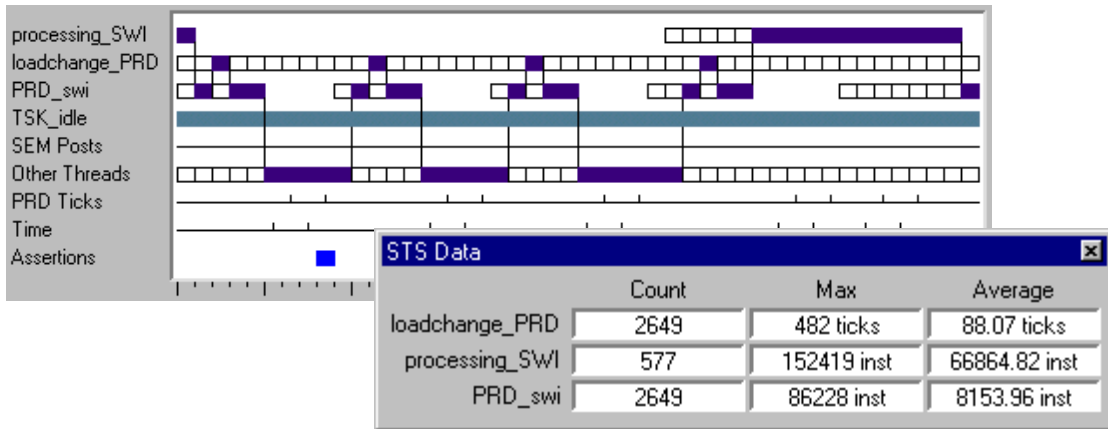 processing_SWI
loadchange_PRD
PRD_swi
TSK_idle
SEM Posts
Other Threads
PRD Ticks
Time
Assertions
STS Data
Count Max Average
loadchange_PRD 2649 482 ticks 88.07 ticks
processing_SWI 577 152419 inst 66864.82 inst
PRD_swi 2649 86228 inst 8153.96 inst